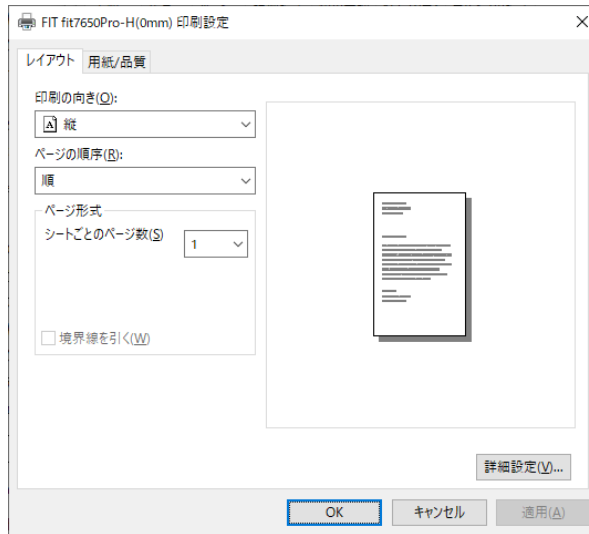 FIT fit7650Pro-H(0mm) 印刷設定
レイアウト 用紙/品質
印刷の向き(O):
A 縦
ページの順序(R):
順
ページ形式
シートごとのページ数(S)
1
境界線を引く(W)
詳細設定(V)...
OK キャンセル 適用(A)